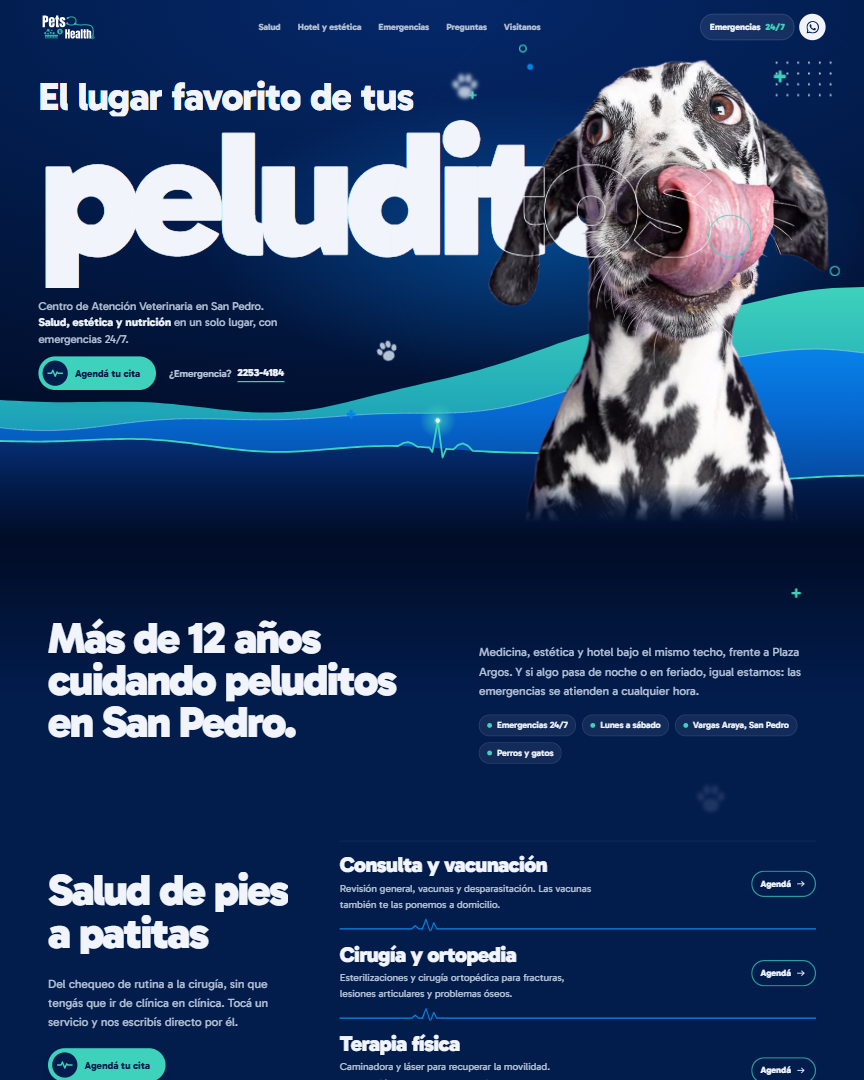 Pets Health
Salud
Hotel y estética
Emergencias
Preguntas
Visítanos
Emergencias 24/7
El lugar favorito de tus
peluditos
Centro de Atención Veterinaria en San Pedro.
Salud, estética y nutrición en un solo lugar, con
emergencias 24/7.
Agendá tu cita
¿Emergencia? 2253-4184
Más de 12 años
cuidando peluditos
en San Pedro.
Medicina, estética y hotel bajo el mismo techo, frente a Plaza
Argos. Y si algo pasa de noche o en feriado, igual estamos: las
emergencias se atienden a cualquier hora.
Emergencias 24/7
Lunes a sábado
Vargas Araya, San Pedro
Perros y gatos
Salud de pies
a patitas
Del chequeo de rutina a la cirugía, sin que
tengás que ir de clínica en clínica. Tocá un
servicio y nos escribís directo por él.
Agendá tu cita
Consulta y vacunación
Revisión general, vacunas y desparasitación. Las vacunas
también te las ponemos a domicilio.
Agendá
Cirugía y ortopedia
Esterilizaciones y cirugía ortopédica para fracturas,
lesiones articulares y problemas óseos.
Agendá
Terapia física
Caminadora y láser para recuperar la movilidad.
Agendá